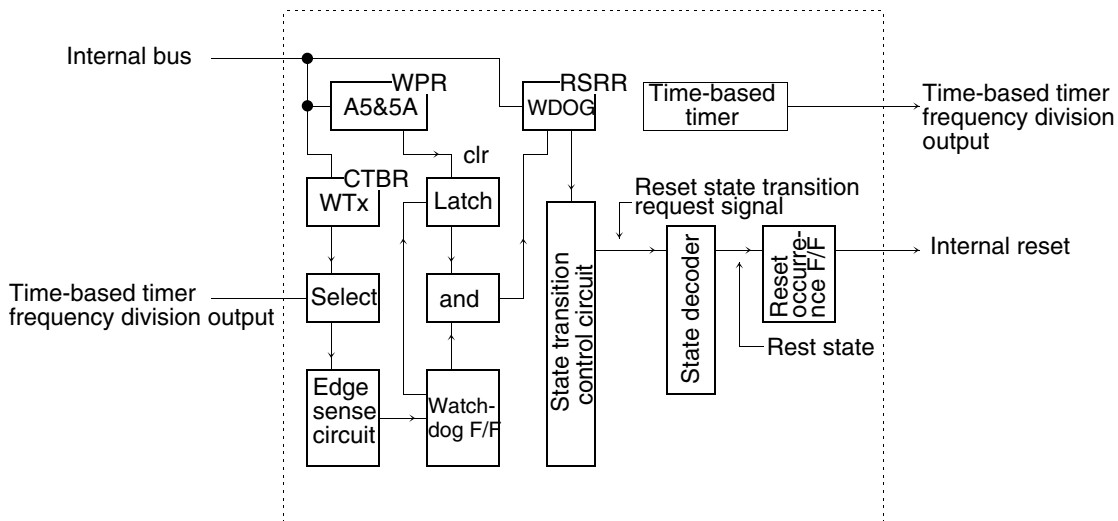 Internal bus
WPR
A5&5A
RSRR
WDOG
Time-based
timer
Time-based timer
frequency division
output
clr
CTBR
WTx
Latch
Reset state transition
request signal
Time-based timer
frequency division output
Select
and
State transition
control circuit
State decoder
Reset
occurre-
nce F/F
Internal reset
Rest state
Edge
sense
circuit
Watch-
dog F/F